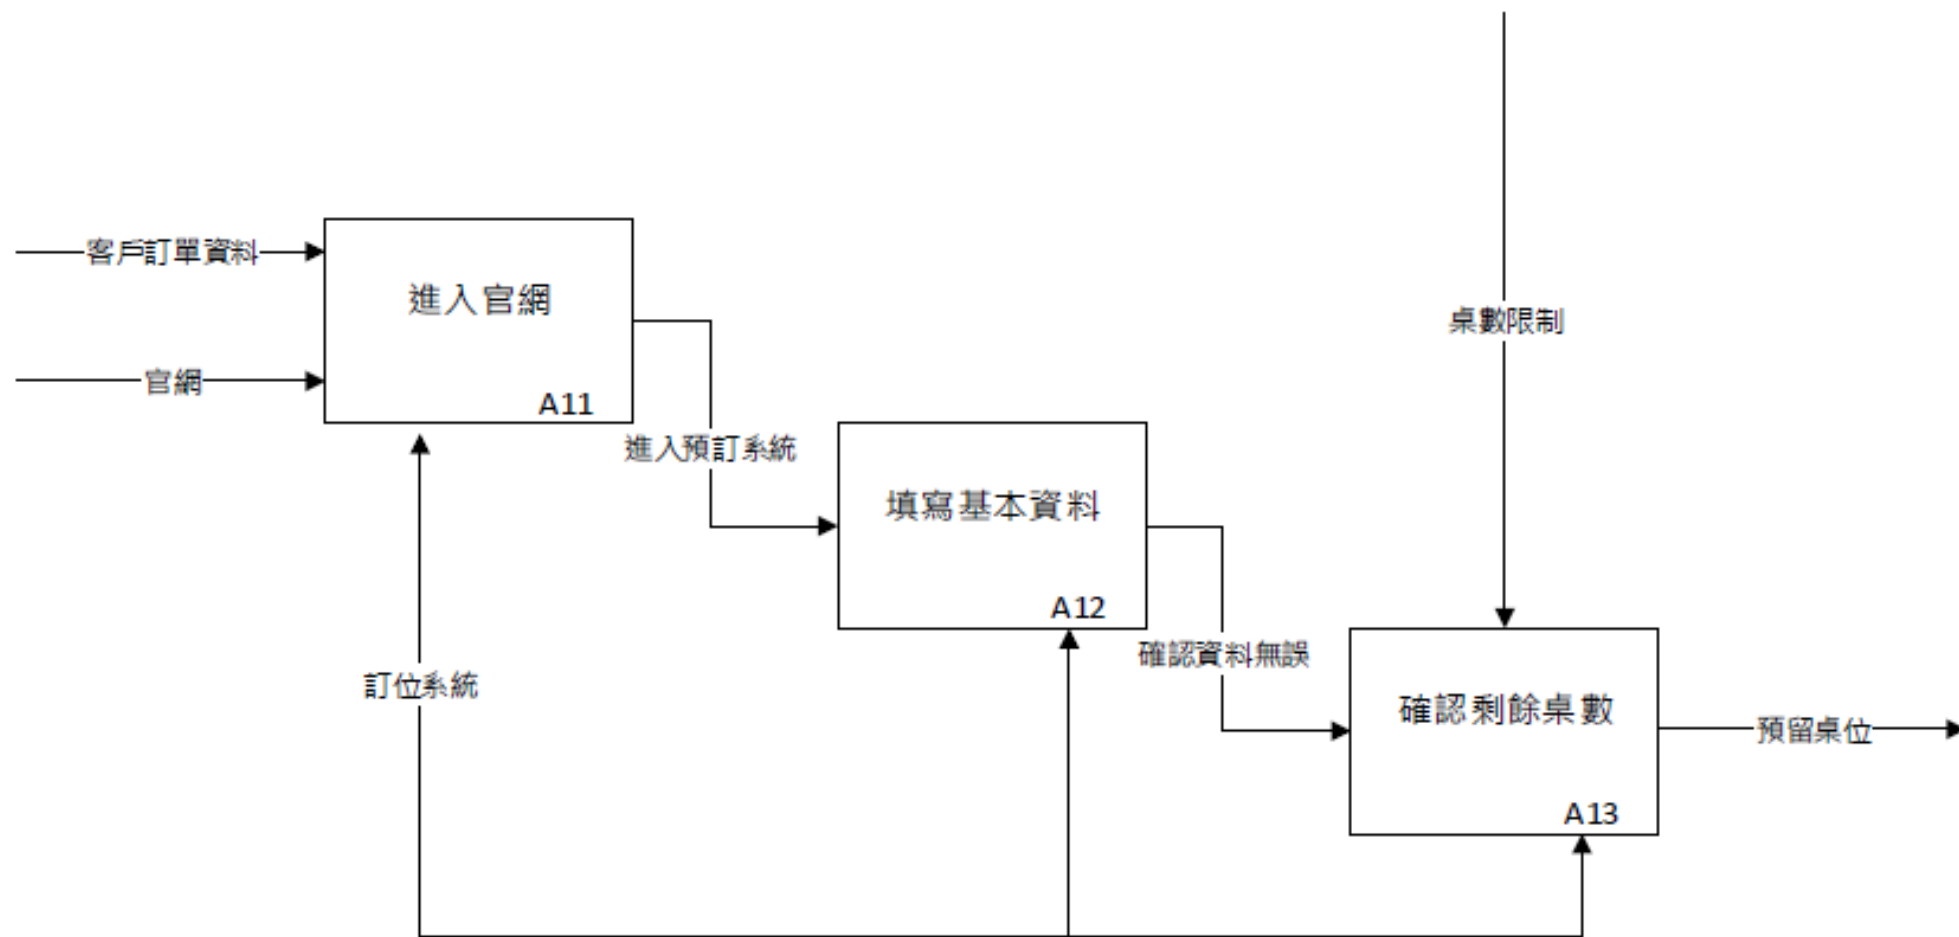 客戶訂單資料
官網
進入官網
A11
進入預訂系統
訂位系統
填寫基本資料
A12
確認資料無誤
桌數限制
確認剩餘桌數
A13
預留桌位